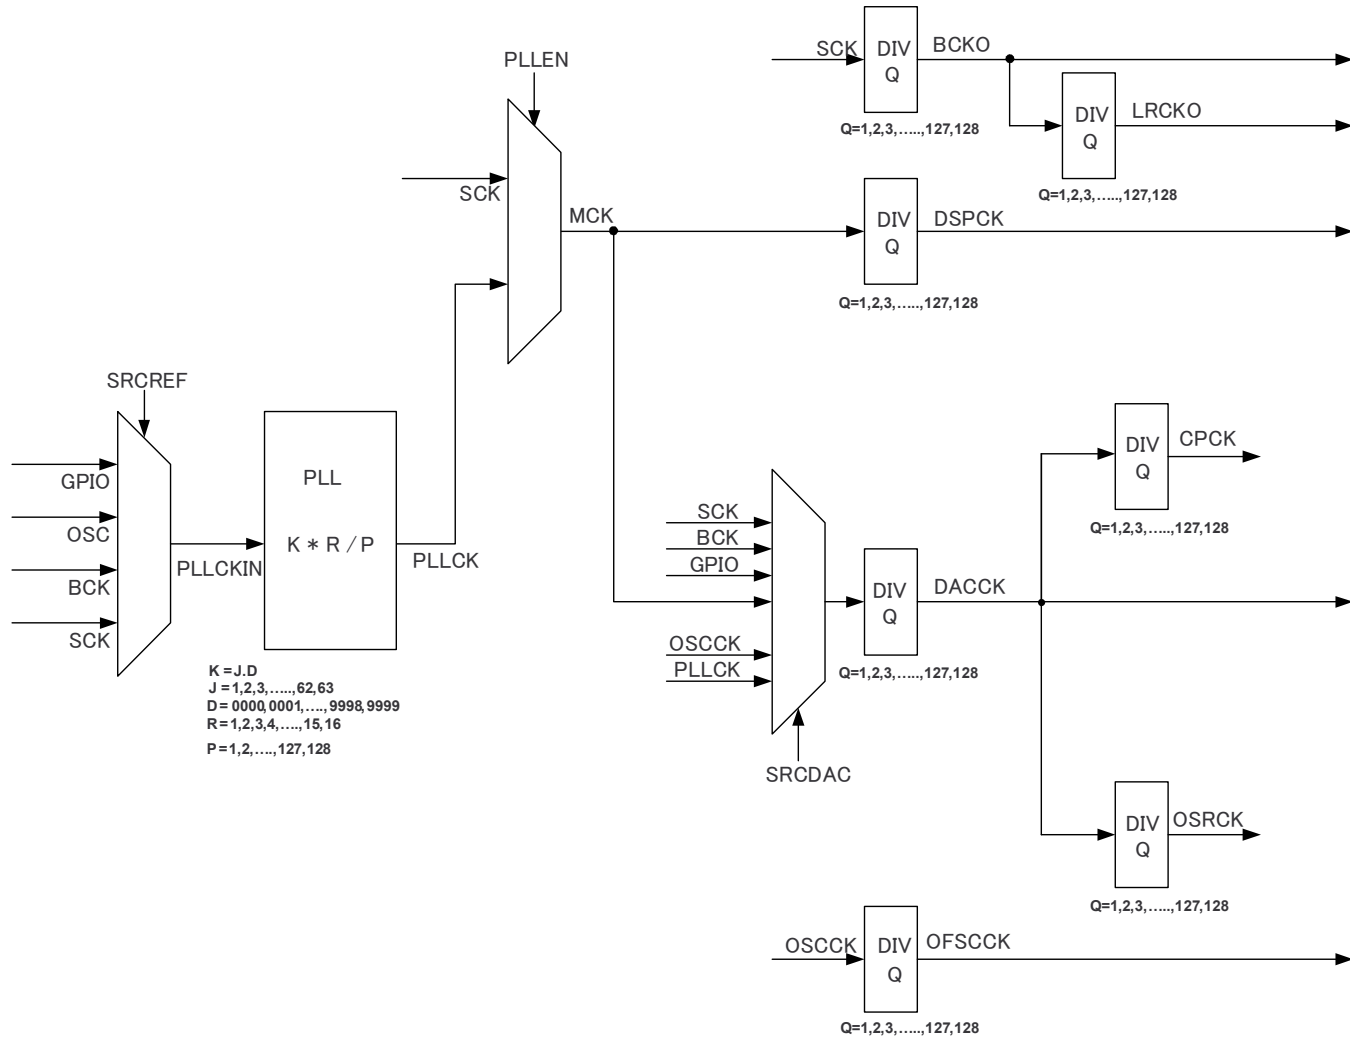 SCK
DIV
Q
BCKO
Q=1,2,3,.....,127,128
DIV
Q
LRCKO
Q=1,2,3,.....,127,128
PLLEN
SCK
MCK
DIV
Q
DSPCK
Q=1,2,3,.....,127,128
SRCREF
GPIO
OSC
BCK
SCK
PLLCKIN
PLL
K * R / P
PLLCK
K = J.D
J = 1,2,3,.....,62,63
D = 0000,0001,....,9998,9999
R = 1,2,3,4,....,15,16
P = 1,2,....,127,128
SCK
BCK
GPIO
OSCCK
PLLCK
SRCDAC
DIV
Q
DACCK
Q=1,2,3,.....,127,128
DIV
Q
CPCK
Q=1,2,3,.....,127,128
DIV
Q
OSRCK
Q=1,2,3,.....,127,128
OSCCK
DIV
Q
OFSCCK
Q=1,2,3,.....,127,128